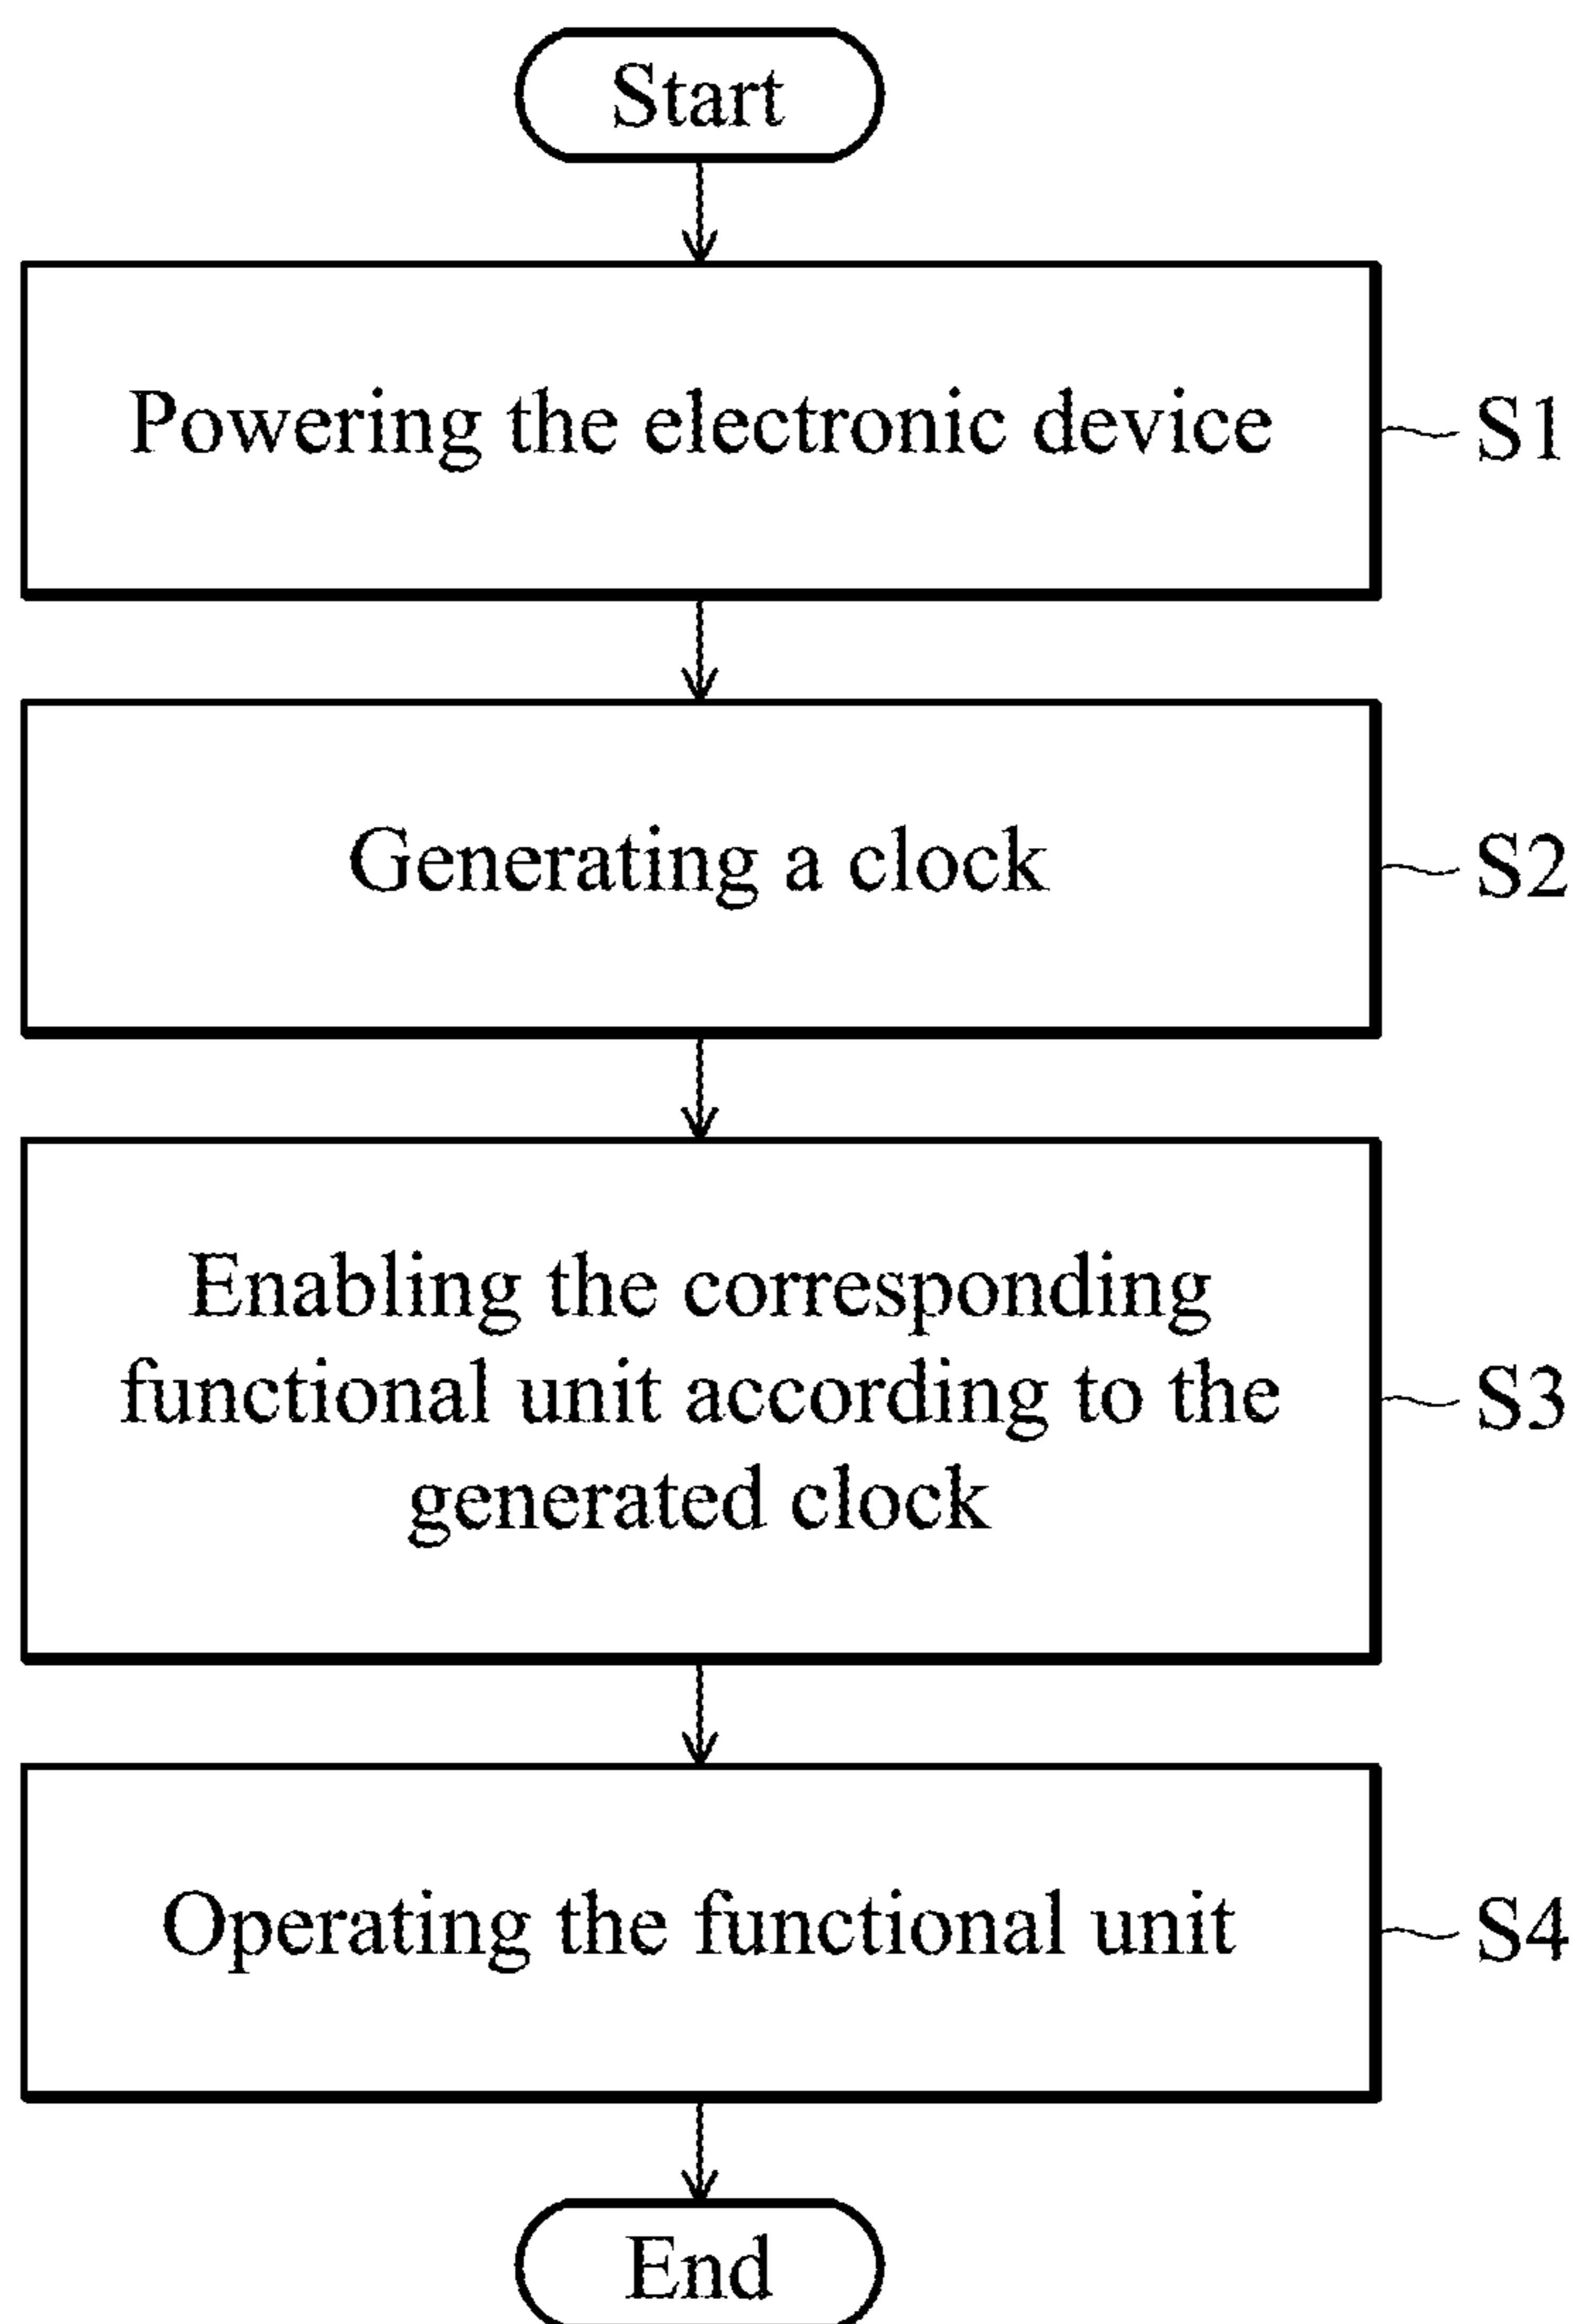 Start
Powering the electronic device
S1
Generating a clock
S2
Enabling the corresponding
functional unit according to the
generated clock
S3
Operating the functional unit
S4
End